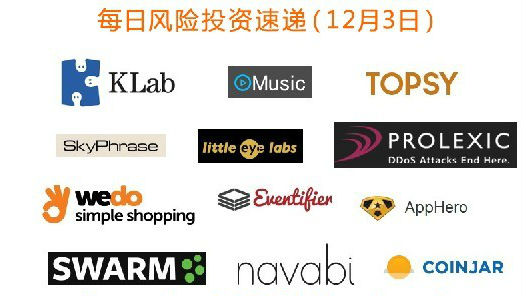 每日风险投资速递(12月3日)
KLab
Music
TOPSY
SkyPhrase
little eye labs
PROLEXIC
DDoS Attacks End Here.
wedo
simple shopping
Eventifier
AppHero
SWARM
navabi
COINJAR